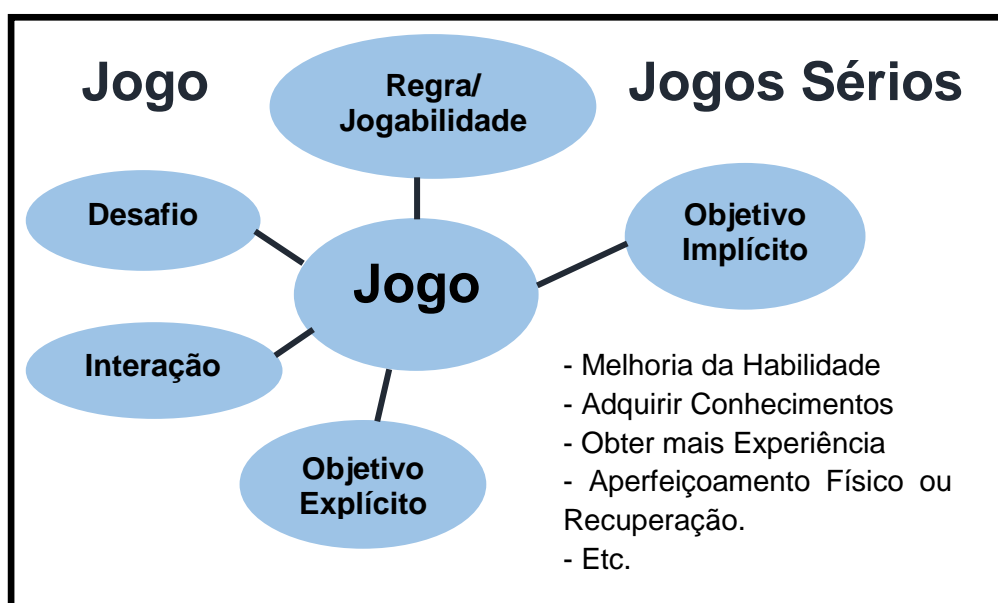 Jogo
Jogos Sérios
Regra/
Jogabilidade
Desafio
Objetivo
Implícito
Jogo
Interação
Objetivo
Explícito
- Melhoria da Habilidade
- Adquirir Conhecimentos
- Obter mais Experiência
- Aperfeiçoamento Físico ou
Recuperação.
- Etc.